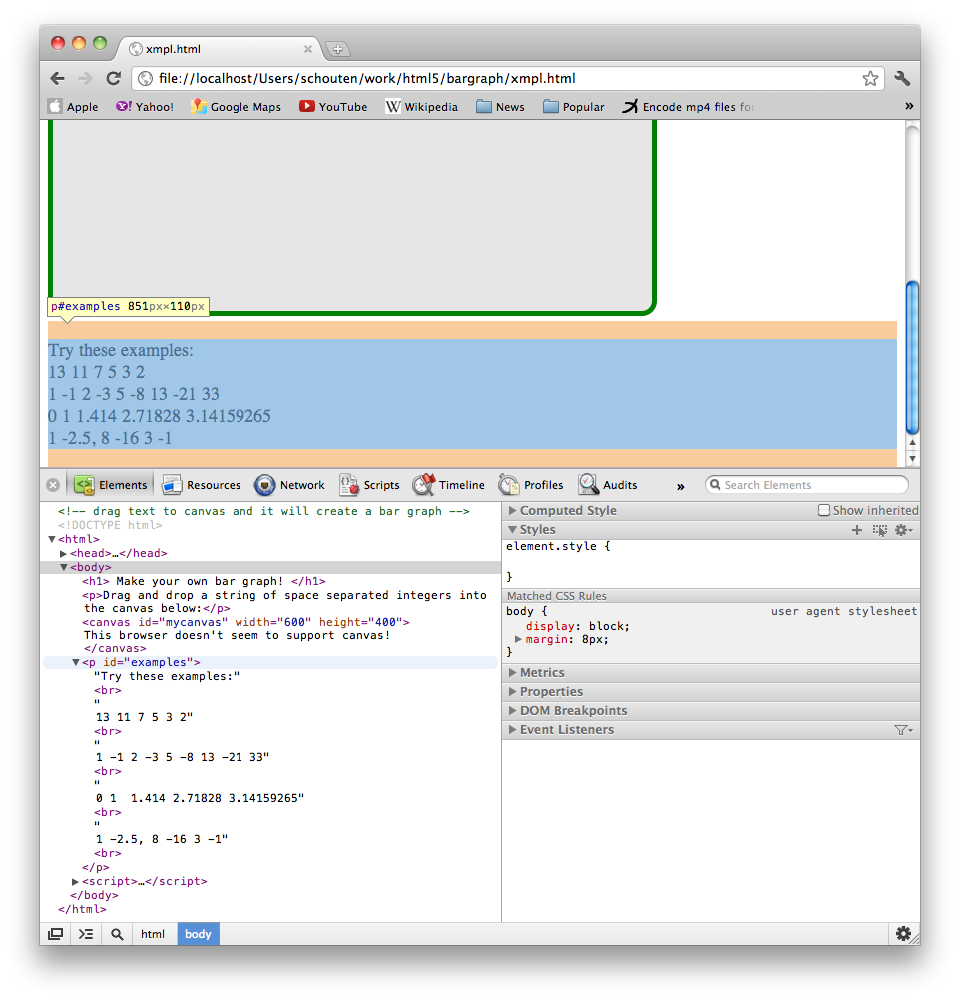 xmpl.html
file://localhost/Users/schouten/work/html5/bargraph/xmpl.html
Apple Yahoo! Google Maps YouTube Wikipedia News Popular Encode mp4 files for »
p#examples 851px×110px
Try these examples:
13 11 7 5 3 2
1 -1 2 -3 5 -8 13 -21 33
0 1 1.414 2.71828 3.14159265
1 -2.5, 8 -16 3 -1
Elements Resources Network Scripts Timeline Profiles Audits » Search Elements
<!-- drag text to canvas and it will create a bar graph -->
<!DOCTYPE html>
<html>
<head>…</head>
<body>
<h1> Make your own bar graph! </h1>
<p>Drag and drop a string of space separated integers into
the canvas below:</p>
<canvas id="mycanvas" width="600" height="400">
This browser doesn't seem to support canvas!
</canvas>
<p id="examples">
"Try these examples:"
<br>
"
13 11 7 5 3 2"
<br>
"
1 -1 2 -3 5 -8 13 -21 33"
<br>
"
0 1  1.414 2.71828 3.14159265"
<br>
"
1 -2.5, 8 -16 3 -1"
<br>
</p>
<script>…</script>
</body>
</html>
Computed Style Show inherited
Styles
element.style {
}
Matched CSS Rules
body { user agent stylesheet
display: block;
margin: 8px;
}
Metrics
Properties
DOM Breakpoints
Event Listeners
html body